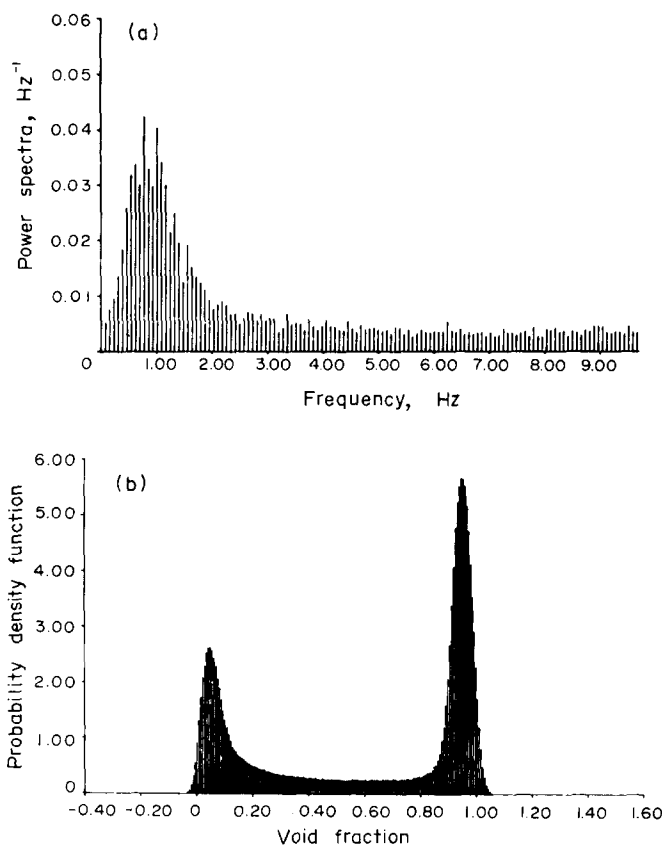 (a)
Power spectra, Hz⁻¹
0.06
0.05
0.04
0.03
0.02
0.01
0 1.00 2.00 3.00 4.00 5.00 6.00 7.00 8.00 9.00
Frequency, Hz
(b)
Probability density function
6.00
5.00
4.00
3.00
2.00
1.00
0
-0.40 -0.20 0 0.20 0.40 0.60 0.80 1.00 1.20 1.40 1.60
Void fraction